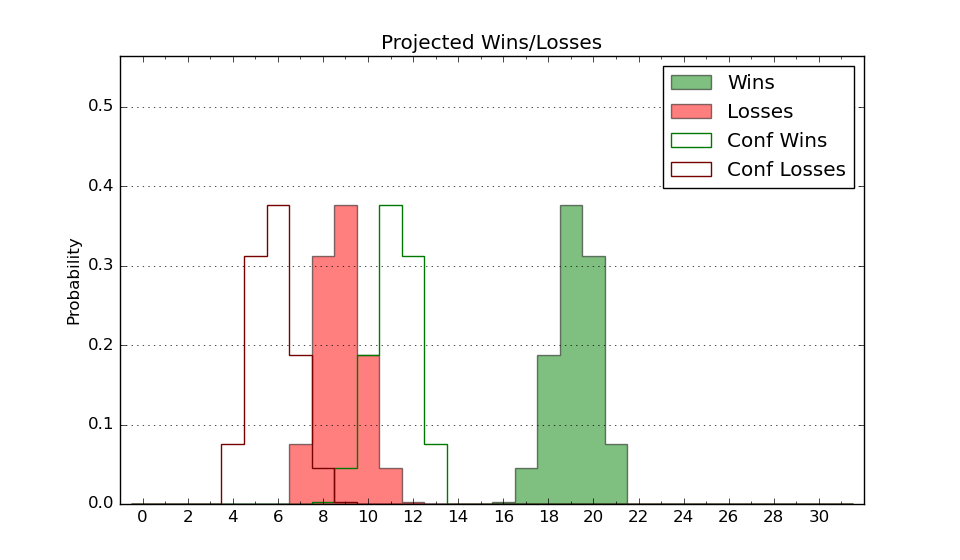 Projected Wins/Losses
Wins
Losses
Conf Wins
Conf Losses
Probability
0.5
0.4
0.3
0.2
0.1
0.0
0 2 4 6 8 10 12 14 16 18 20 22 24 26 28 30